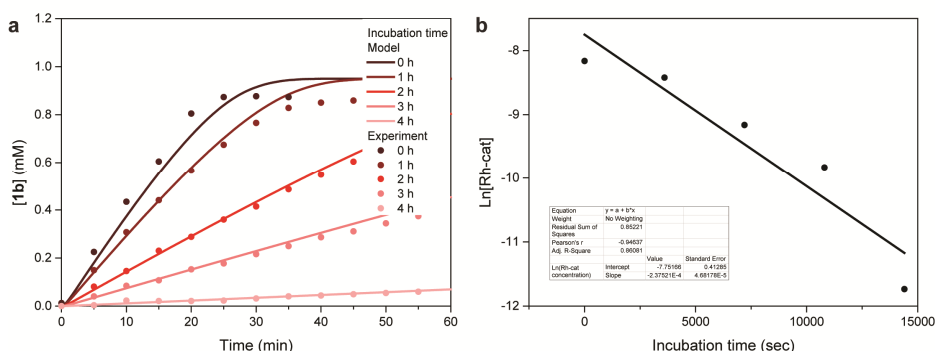 a
1.2
1.0
0.8
0.6
0.4
0.2
0.0
[1b] (mM)
0
10
20
30
40
50
60
Time (min)
Incubation time
Model
0 h
1 h
2 h
3 h
4 h
Experiment
0 h
1 h
2 h
3 h
4 h
b
-8
-9
-10
-11
-12
Ln[Rh-cat]
0
5000
10000
15000
Incubation time (sec)
Equation y = a + b*x
Weight No Weighting
Residual Sum of Squares 0.85221
Pearson's r -0.94637
Adj. R-Square 0.86081
Value Standard Error
Ln(Rh-cat concentration) Intercept -7.75166 0.41285
Slope -2.37521E-4 4.68178E-5